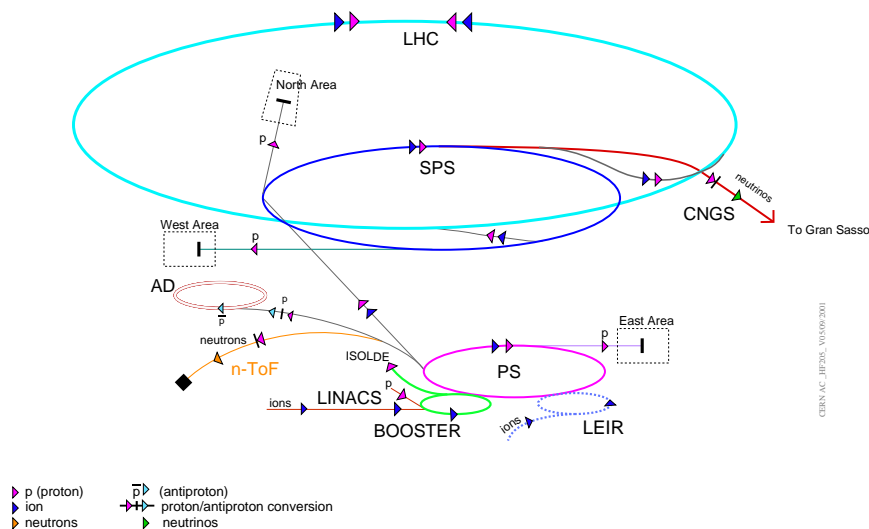 LHC
North Area
p
SPS
neutrinos
CNGS
To Gran Sasso
West Area
p
AD
p
p
neutrons
n-ToF
ISOLDE
p
LINACS
ions
BOOSTER
PS
p
East Area
LEIR
ions
CERN AC _HF205_ V05/09/2001
p (proton)
ion
neutrons
p (antiproton)
p proton/antiproton conversion
neutrinos